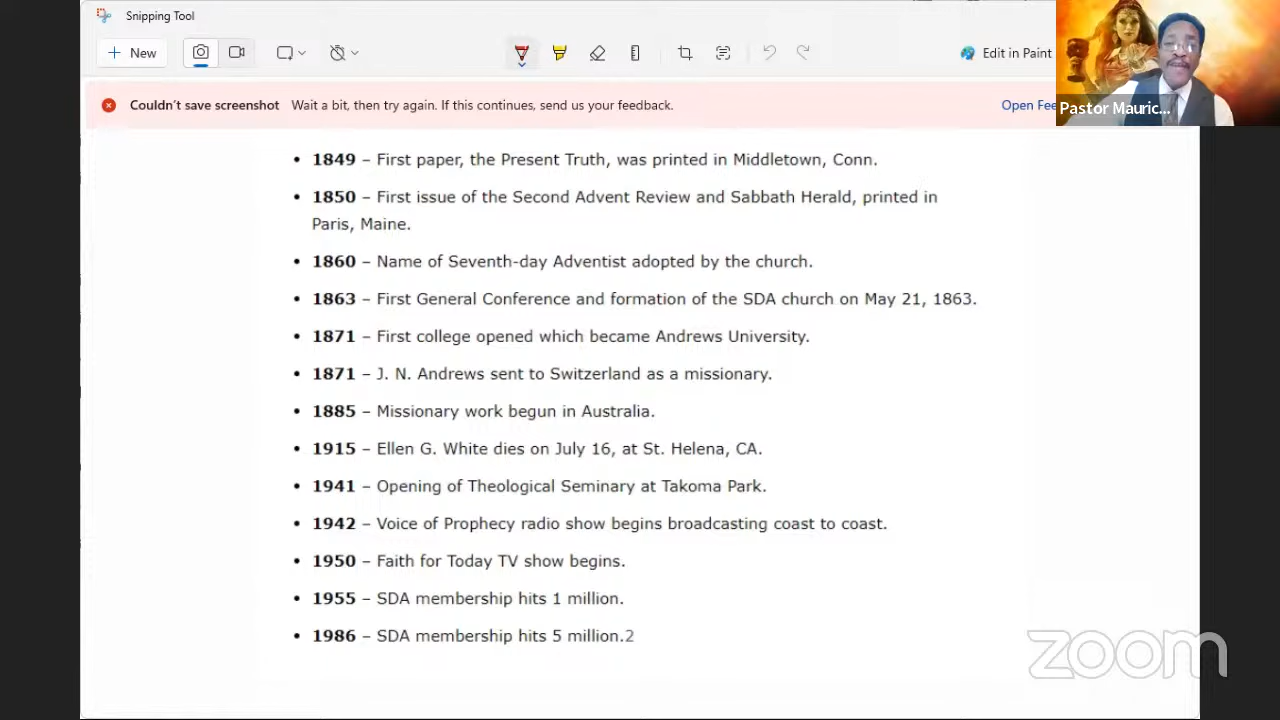 Snipping Tool
New
Edit in Paint
Couldn't save screenshot Wait a bit, then try again. If this continues, send us your feedback.
Open Fee
Pastor Mauric...
• 1849 – First paper, the Present Truth, was printed in Middletown, Conn.
• 1850 – First issue of the Second Advent Review and Sabbath Herald, printed in
Paris, Maine.
• 1860 – Name of Seventh-day Adventist adopted by the church.
• 1863 – First General Conference and formation of the SDA church on May 21, 1863.
• 1871 – First college opened which became Andrews University.
• 1871 – J. N. Andrews sent to Switzerland as a missionary.
• 1885 – Missionary work begun in Australia.
• 1915 – Ellen G. White dies on July 16, at St. Helena, CA.
• 1941 – Opening of Theological Seminary at Takoma Park.
• 1942 – Voice of Prophecy radio show begins broadcasting coast to coast.
• 1950 – Faith for Today TV show begins.
• 1955 – SDA membership hits 1 million.
• 1986 – SDA membership hits 5 million.2
zoom